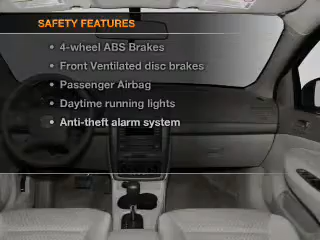 SAFETY FEATURES
• 4-wheel ABS Brakes
• Front Ventilated disc brakes
• Passenger Airbag
• Daytime running lights
• Anti-theft alarm system